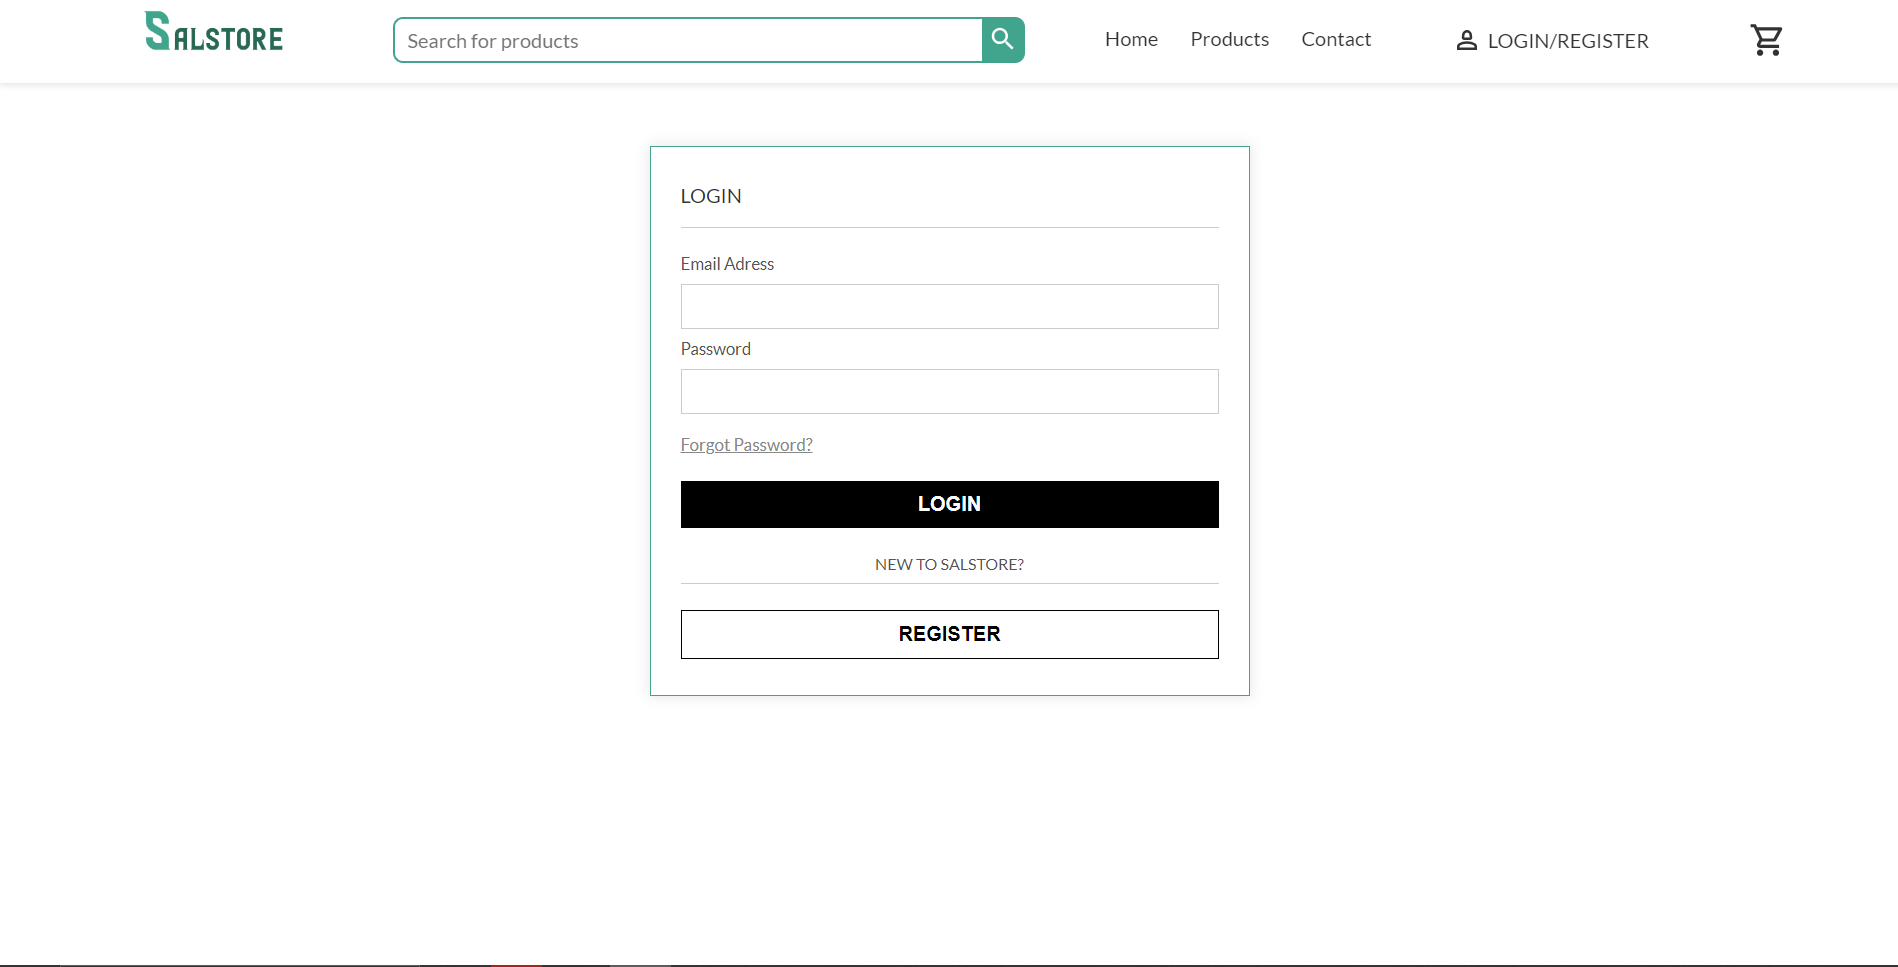 SALSTORE
Search for products
Home Products Contact LOGIN/REGISTER
LOGIN
Email Adress
Password
Forgot Password?
LOGIN
NEW TO SALSTORE?
REGISTER